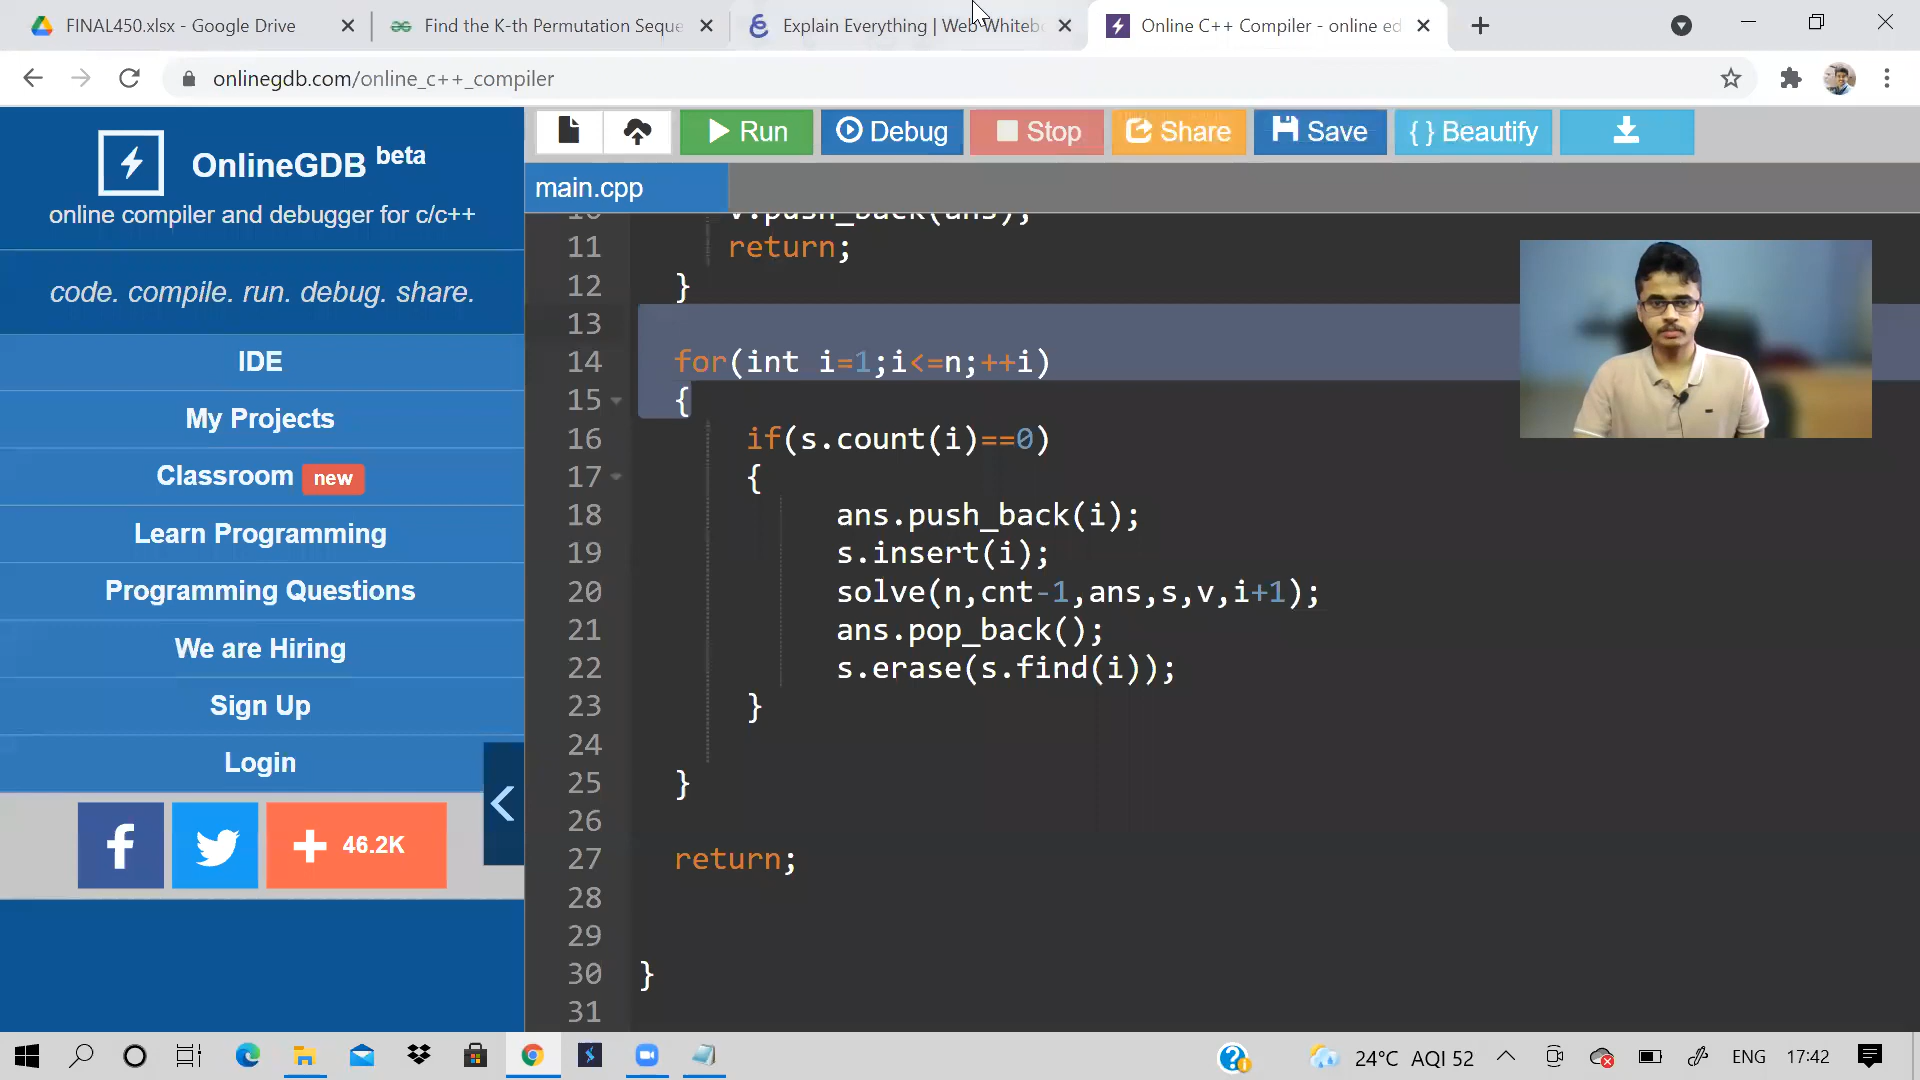 FINAL450.xlsx - Google Drive
Find the K-th Permutation Seque
Explain Everything | Web Whitebo
Online C++ Compiler - online ed
onlinegdb.com/online_c++_compiler
OnlineGDB beta
online compiler and debugger for c/c++
code. compile. run. debug. share.
IDE
My Projects
Classroom new
Learn Programming
Programming Questions
We are Hiring
Sign Up
Login
46.2K
Run
Debug
Stop
Share
Save
{ } Beautify
main.cpp
10 v.push_back(ans);
11 return;
12 }
13
14 for(int i=1;i<=n;++i)
15 {
16 if(s.count(i)==0)
17 {
18 ans.push_back(i);
19 s.insert(i);
20 solve(n,cnt-1,ans,s,v,i+1);
21 ans.pop_back();
22 s.erase(s.find(i));
23 }
24
25 }
26
27 return;
28
29
30 }
31
24°C AQI 52
ENG
17:42